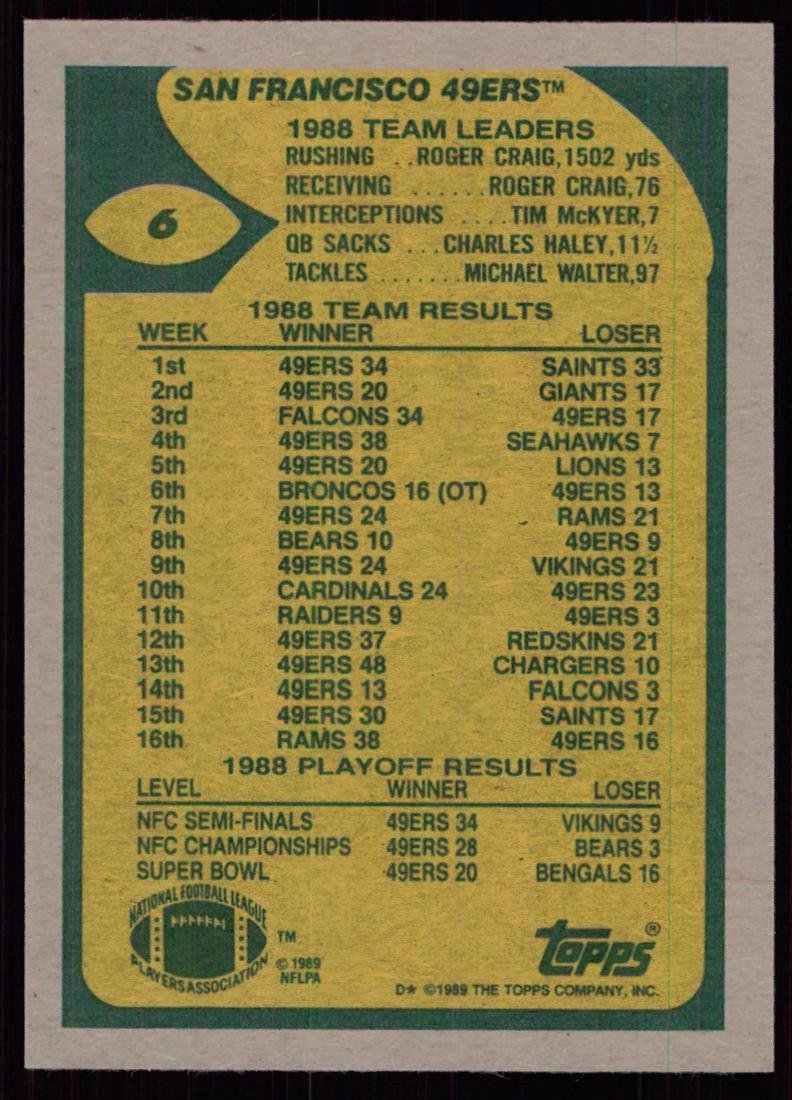 SAN FRANCISCO 49ERS™
1988 TEAM LEADERS
RUSHING ..ROGER CRAIG,1502 yds
RECEIVING ......ROGER CRAIG,76
6
INTERCEPTIONS ....TIM McKYER,7
QB SACKS ...CHARLES HALEY,11½
TACKLES .......MICHAEL WALTER,97
1988 TEAM RESULTS
WEEK WINNER LOSER
1st 49ERS 34 SAINTS 33
2nd 49ERS 20 GIANTS 17
3rd FALCONS 34 49ERS 17
4th 49ERS 38 SEAHAWKS 7
5th 49ERS 20 LIONS 13
6th BRONCOS 16 (OT) 49ERS 13
7th 49ERS 24 RAMS 21
8th BEARS 10 49ERS 9
9th 49ERS 24 VIKINGS 21
10th CARDINALS 24 49ERS 23
11th RAIDERS 9 49ERS 3
12th 49ERS 37 REDSKINS 21
13th 49ERS 48 CHARGERS 10
14th 49ERS 13 FALCONS 3
15th 49ERS 30 SAINTS 17
16th RAMS 38 49ERS 16
1988 PLAYOFF RESULTS
LEVEL WINNER LOSER
NFC SEMI-FINALS 49ERS 34 VIKINGS 9
NFC CHAMPIONSHIPS 49ERS 28 BEARS 3
SUPER BOWL 49ERS 20 BENGALS 16
NATIONAL FOOTBALL LEAGUE
PLAYERS ASSOCIATION
™
© 1989
NFLPA
topps®
D★ ©1989 THE TOPPS COMPANY, INC.